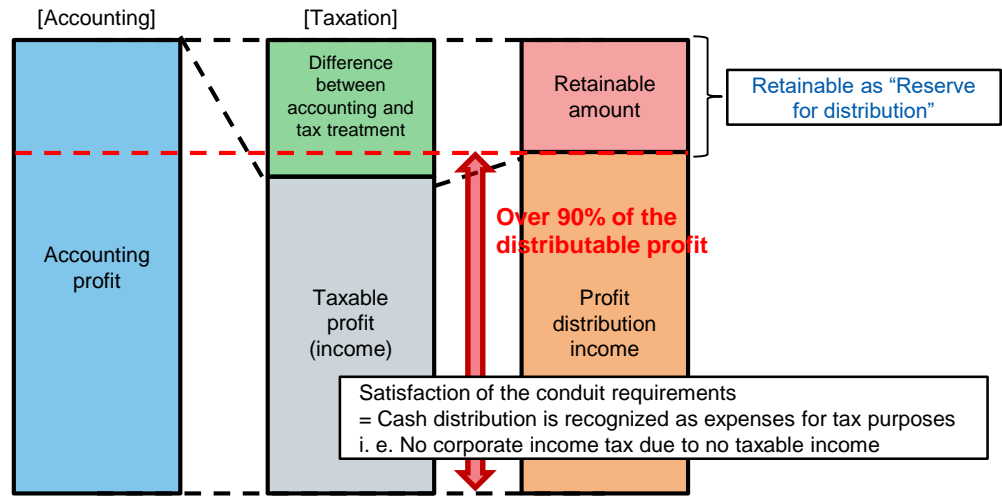 [Accounting]
[Taxation]
Difference
between
accounting and
tax treatment
Retainable
amount
Retainable as “Reserve
for distribution”
Over 90% of the
distributable profit
Accounting
profit
Taxable
profit
(income)
Profit
distribution
income
Satisfaction of the conduit requirements
= Cash distribution is recognized as expenses for tax purposes
i. e. No corporate income tax due to no taxable income